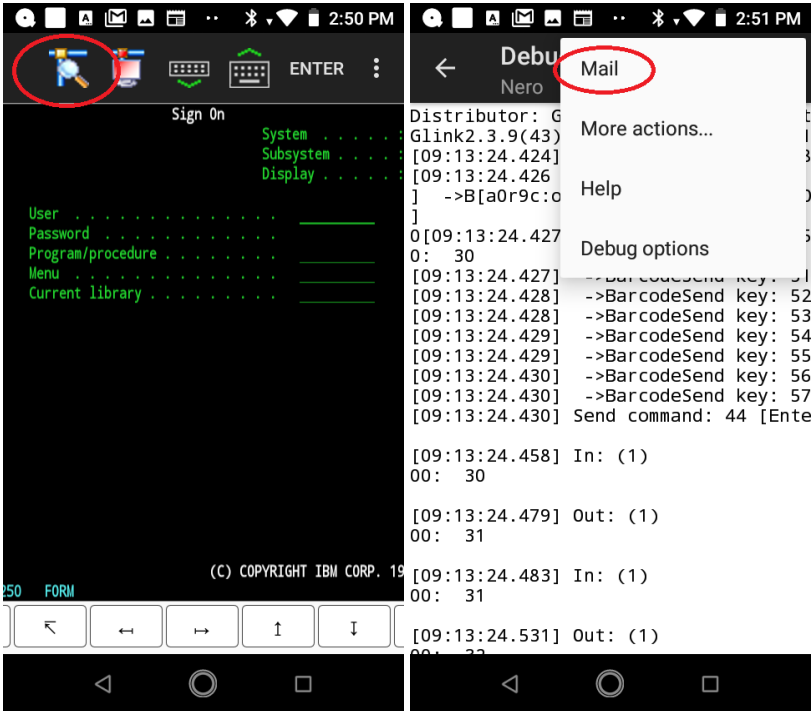 2:50 PM
ENTER
Sign On
System . . . . . :
Subsystem . . . . :
Display . . . . . :
User . . . . . . . . . . . . . .
Password . . . . . . . . . . . .
Program/procedure . . . . . . . .
Menu . . . . . . . . . . . . . .
Current library . . . . . . . . .
(C) COPYRIGHT IBM CORP. 19
250 FORM
2:51 PM
Debu
Nero
Mail
More actions...
Help
Debug options
Distributor: G
Glink2.3.9(43)
[09:13:24.424]
[09:13:24.426
] ->B[a0r9c:o
]
0[09:13:24.427
0: 30
[09:13:24.427] ->BarcodeSend key: 51
[09:13:24.428] ->BarcodeSend key: 52
[09:13:24.428] ->BarcodeSend key: 53
[09:13:24.429] ->BarcodeSend key: 54
[09:13:24.429] ->BarcodeSend key: 55
[09:13:24.430] ->BarcodeSend key: 56
[09:13:24.430] ->BarcodeSend key: 57
[09:13:24.430] Send command: 44 [Ente
[09:13:24.458] In: (1)
00: 30
[09:13:24.479] Out: (1)
00: 31
[09:13:24.483] In: (1)
00: 31
[09:13:24.531] Out: (1)